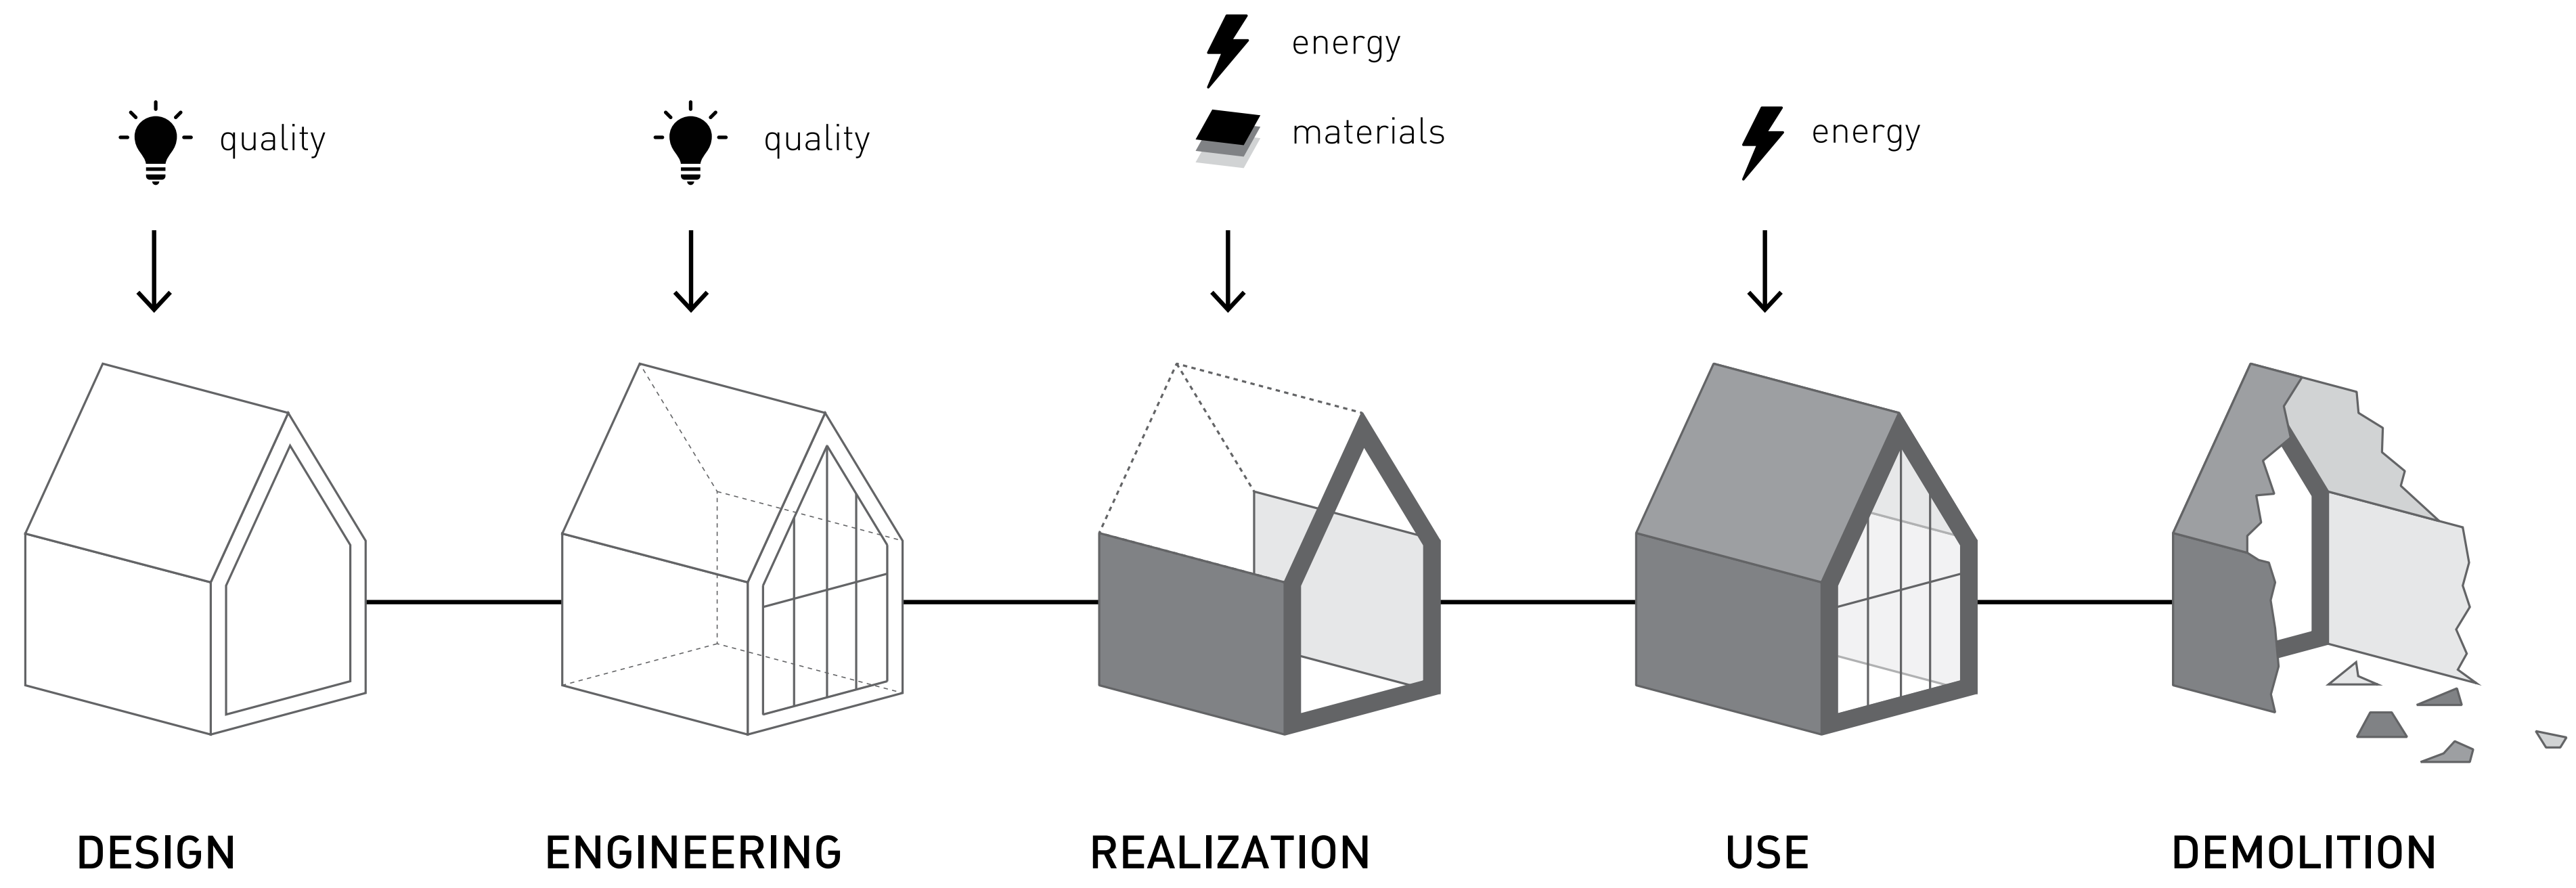 energy
materials
quality
quality
energy
DESIGN
ENGINEERING
REALIZATION
USE
DEMOLITION